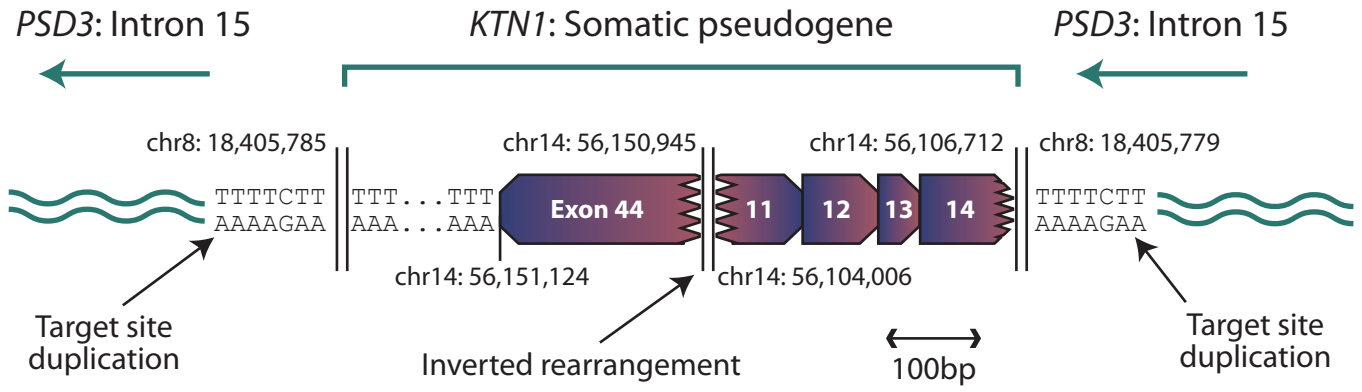 PSD3: Intron 15
KTN1: Somatic pseudogene
PSD3: Intron 15
chr8: 18,405,785
chr14: 56,150,945
chr14: 56,106,712
chr8: 18,405,779
TTTTCTT
TTT...TTT
Exon 44
11
12
13
14
TTTTCTT
AAAAGAA
AAA...AAA
AAAAGAA
chr14: 56,151,124
chr14: 56,104,006
Target site
duplication
Inverted rearrangement
100bp
Target site
duplication